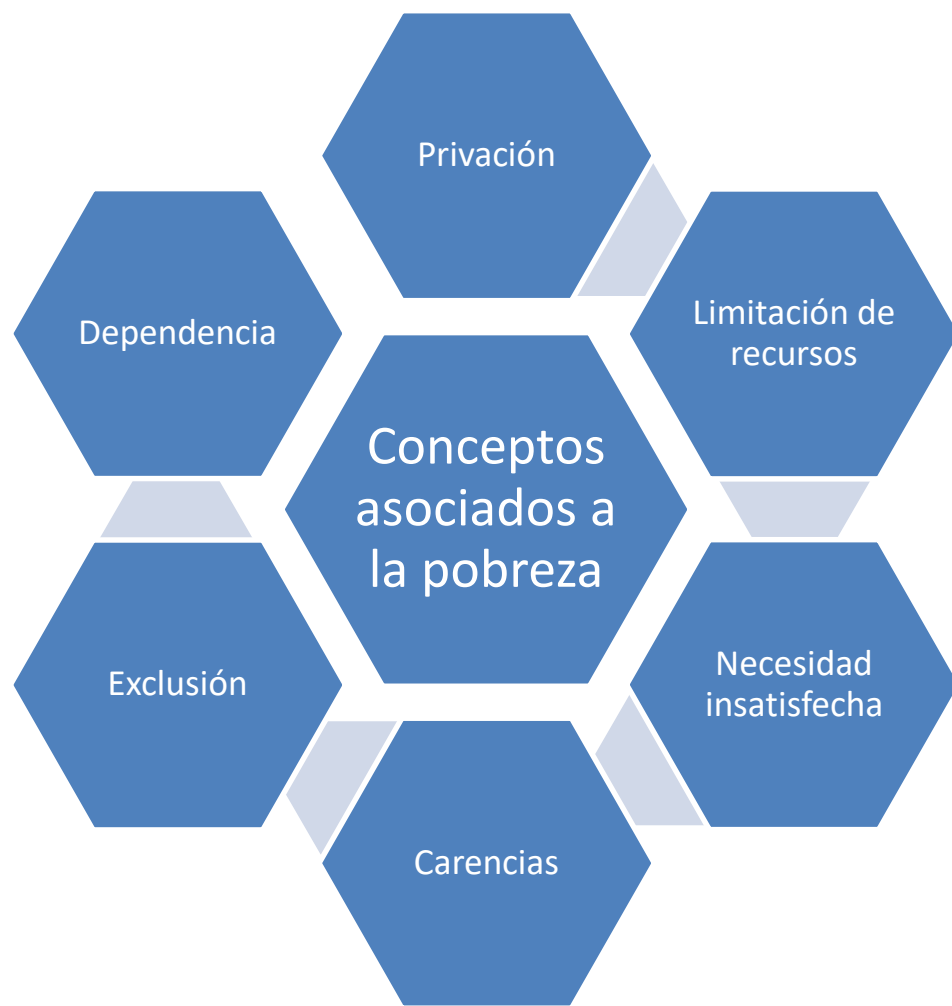 Privación
Limitación de
recursos
Necesidad
insatisfecha
Carencias
Exclusión
Dependencia
Conceptos
asociados a
la pobreza